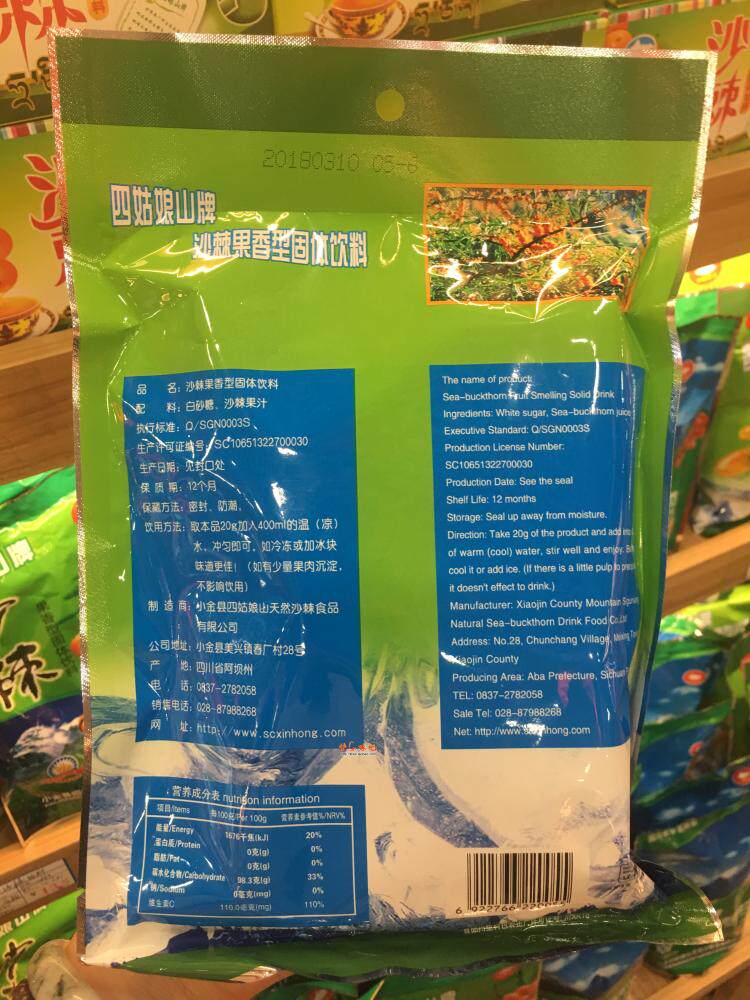 20180310 05-6
四姑娘山牌
沙棘果香型固体饮料
品 名：沙棘果香型固体饮料
配 料：白砂糖、沙棘果汁
执行标准：Q/SGN0003S
生产许可证编号：SC10651322700030
生产日期：见封口处
保 质 期：12个月
保藏方法：密封、防潮。
饮用方法：取本品20g加入400ml的温（凉）
水，冲匀即可，如冷冻或加冰块
味道更佳！（如有少量果肉沉淀，
不影响饮用）
制 造 商：小金县四姑娘山天然沙棘食品
有限公司
公司地址：小金县美兴镇春厂村28号
产 地：四川省阿坝州
电 话：0837-2782058
销售电话：028-87988268
网 址：http://www.scxinhong.com
The name of product:
Sea-buckthorn Fruit Smelling Solid Drink
Ingredients: White sugar, Sea-buckthorn juice
Executive Standard: Q/SGN0003S
Production License Number:
SC10651322700030
Production Date: See the seal
Shelf Life: 12 months
Storage: Seal up away from moisture.
Direction: Take 20g of the product and add
of warm (cool) water, stir well and enjoy.
cool it or add ice. (If there is a little pulp to
it doesn't effect to drink.)
Manufacturer: Xiaojin County Mountain
Natural Sea-buckthorn Drink Food Co.,Ltd
Address: No.28, Chunchang Village,
Xiaojin County
Producing Area: Aba Prefecture, Sichuan
TEL: 0837-2782058
Sale Tel: 028-87988268
Net: http://www.scxinhong.com
营养成分表 nutrition information
项目/Items 每100克/Per 100g 营养素参考值%/NRV%
能量/Energy 1676千焦(kJ) 20%
蛋白质/Protein 0克(g) 0%
脂肪/Fat 0克(g) 0%
碳水化合物/Carbohydrate 98.3克(g) 33%
钠/Sodium 0毫克(mg) 0%
维生素C 110.0毫克(mg) 110%